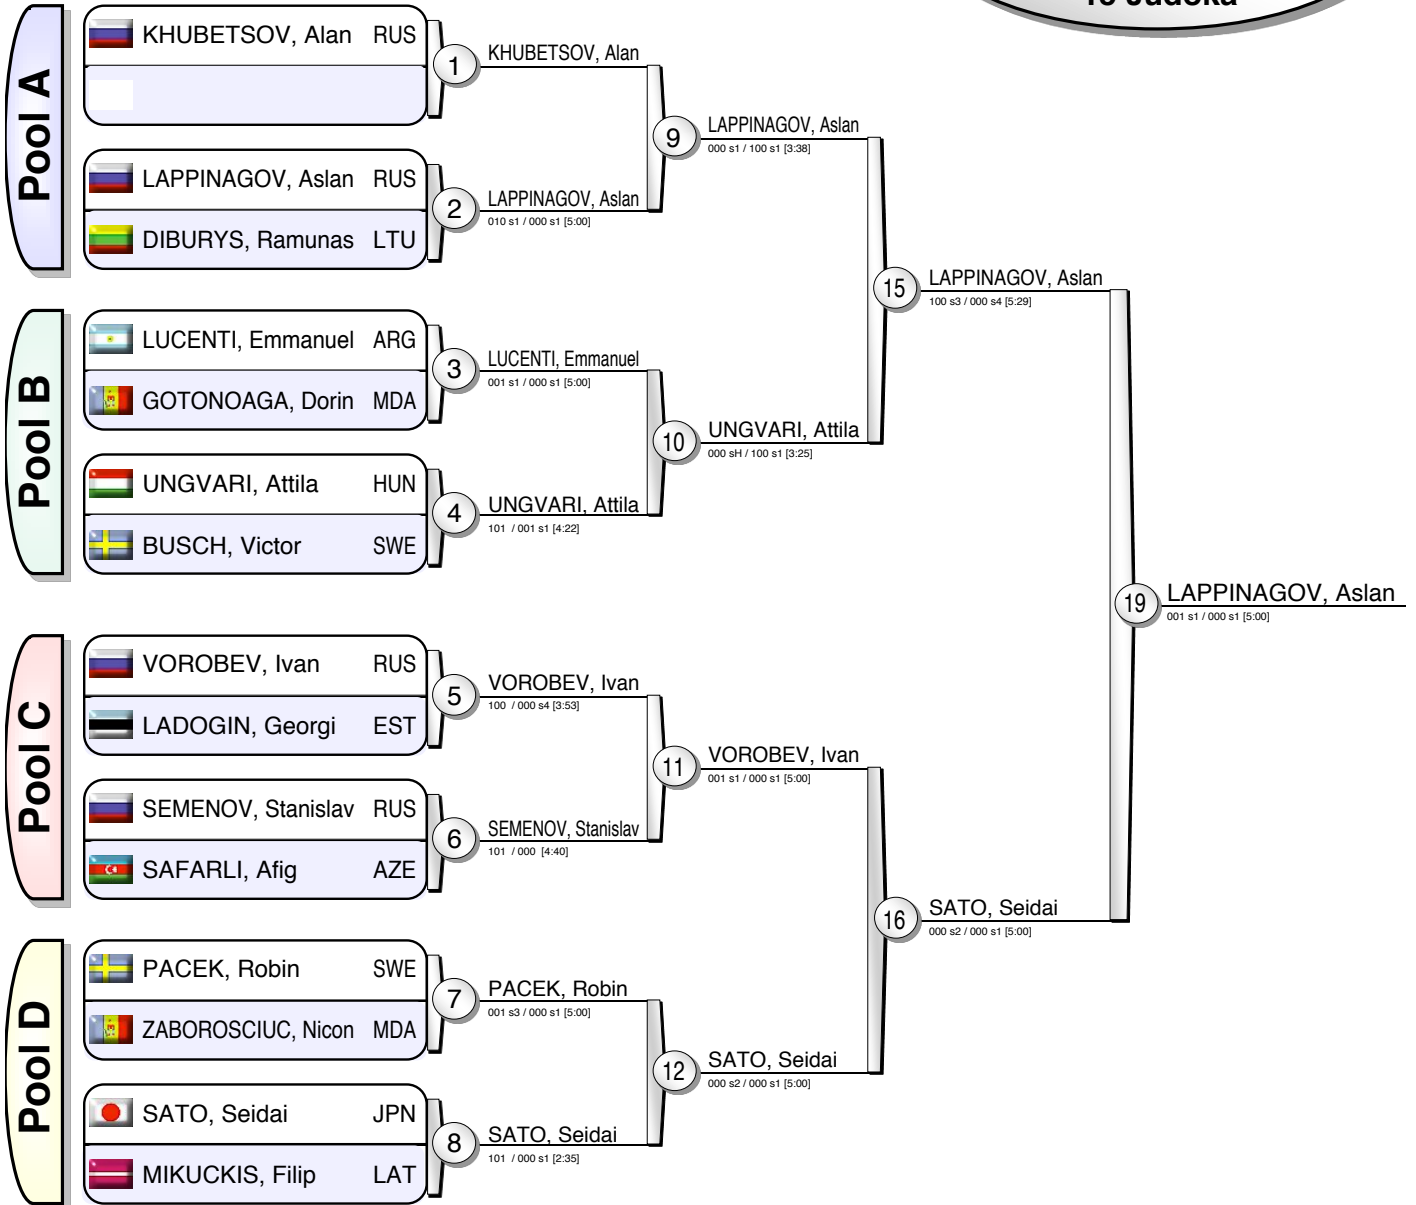 Pool A
KHUBETSOV, Alan RUS
LAPPINAGOV, Aslan RUS
DIBURYS, Ramunas LTU
Pool B
LUCENTI, Emmanuel ARG
GOTONOAGA, Dorin MDA
UNGVARI, Attila HUN
BUSCH, Victor SWE
Pool C
VOROBEV, Ivan RUS
LADOGIN, Georgi EST
SEMENOV, Stanislav RUS
SAFARLI, Afig AZE
Pool D
PACEK, Robin SWE
ZABOROSCIUC, Nicon MDA
SATO, Seidai JPN
MIKUCKIS, Filip LAT
1
KHUBETSOV, Alan
2
LAPPINAGOV, Aslan
010 s1 / 000 s1 [5:00]
3
LUCENTI, Emmanuel
001 s1 / 000 s1 [5:00]
4
UNGVARI, Attila
101 / 001 s1 [4:22]
5
VOROBEV, Ivan
100 / 000 s4 [3:53]
6
SEMENOV, Stanislav
101 / 000 [4:40]
7
PACEK, Robin
001 s3 / 000 s1 [5:00]
8
SATO, Seidai
101 / 000 s1 [2:35]
9
LAPPINAGOV, Aslan
000 s1 / 100 s1 [3:38]
10
UNGVARI, Attila
000 sH / 100 s1 [3:25]
11
VOROBEV, Ivan
001 s1 / 000 s1 [5:00]
12
SATO, Seidai
000 s2 / 000 s1 [5:00]
15
LAPPINAGOV, Aslan
100 s3 / 000 s4 [5:29]
16
SATO, Seidai
000 s2 / 000 s1 [5:00]
19
LAPPINAGOV, Aslan
001 s1 / 000 s1 [5:00]